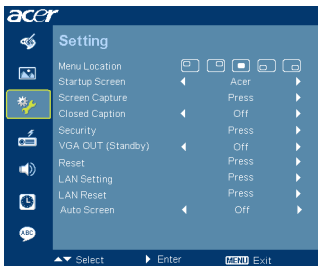 acer
Setting
Menu Location
Startup Screen Acer
Screen Capture Press
Closed Caption Off
Security Press
VGA OUT (Standby) Off
Reset Press
LAN Setting Press
LAN Reset Press
Auto Screen Off
ABC
Select Enter MENU Exit